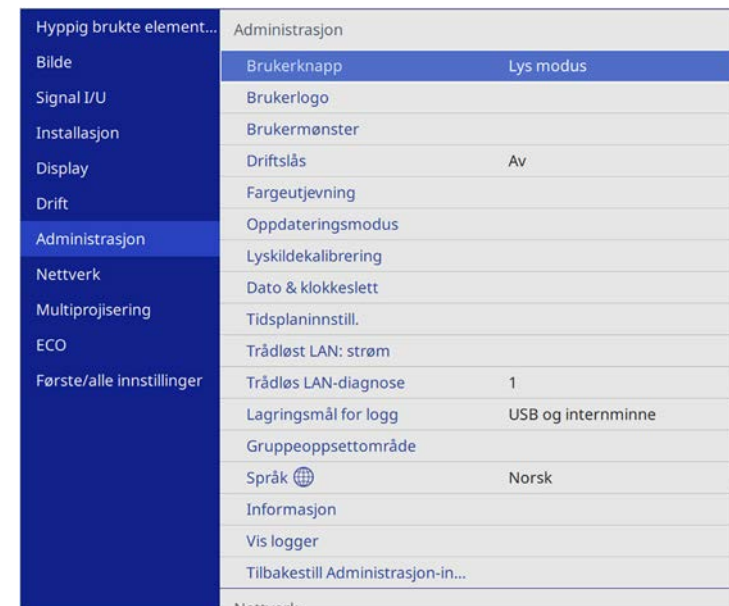 Hyppig brukte element...
Bilde
Signal I/U
Installasjon
Display
Drift
Administrasjon
Nettverk
Multiprojisering
ECO
Første/alle innstillinger
Administrasjon
Brukerknapp Lys modus
Brukerlogo
Brukermønster
Driftslås Av
Fargeutjevning
Oppdateringsmodus
Lyskildekalibrering
Dato & klokkeslett
Tidsplaninnstill.
Trådløst LAN: strøm
Trådløs LAN-diagnose 1
Lagringsmål for logg USB og internminne
Gruppeoppsettområde
Språk Norsk
Informasjon
Vis logger
Tilbakestill Administrasjon-in...